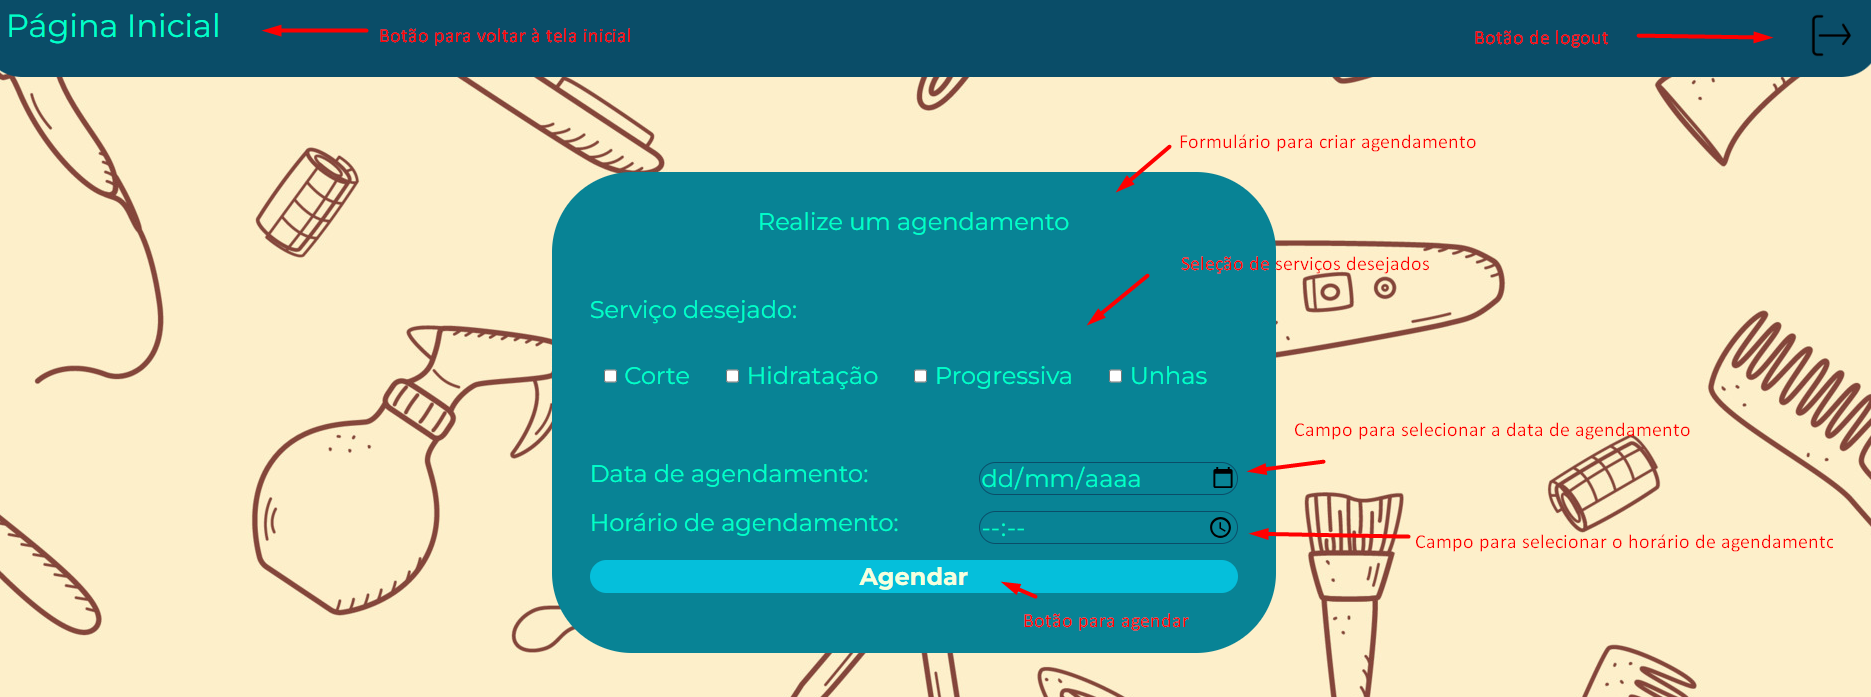 Página Inicial
Botão para voltar à tela inicial
Botão de logout
Formulário para criar agendamento
Realize um agendamento
Seleção de serviços desejados
Serviço desejado:
Corte Hidratação Progressiva Unhas
Campo para selecionar a data de agendamento
Data de agendamento: dd/mm/aaaa
Horário de agendamento: --:--
Campo para selecionar o horário de agendamento
Agendar
Botão para agendar